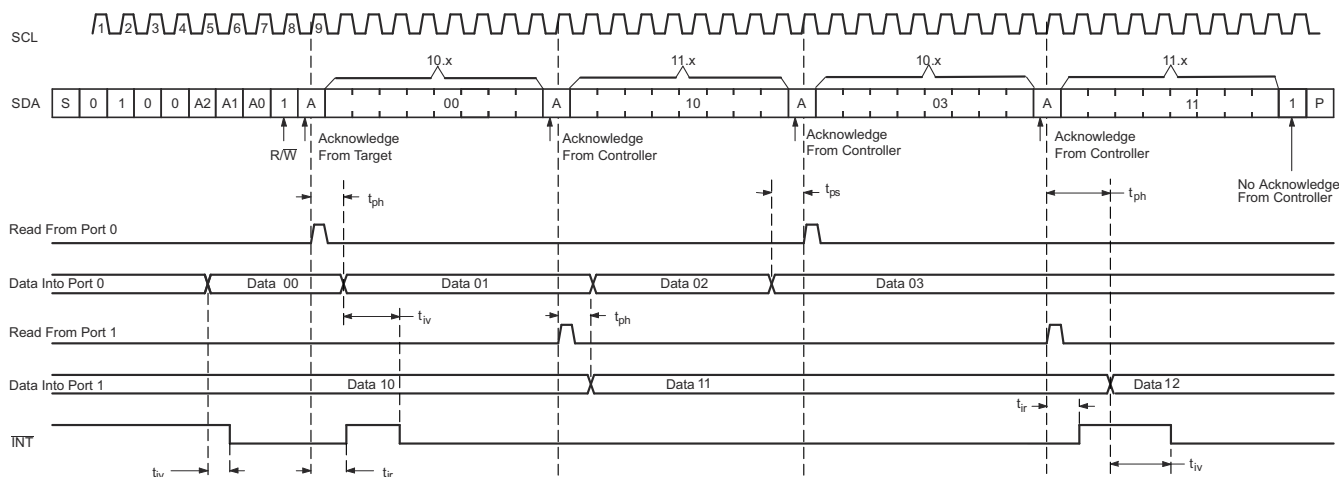 SCL
1 2 3 4 5 6 7 8 9
10.x 11.x 10.x 11.x
SDA S 0 1 0 0 A2 A1 A0 1 A 00 A 10 A 03 A 11 1 P
R/W̅
Acknowledge
From Target
Acknowledge
From Controller
Acknowledge
From Controller
Acknowledge
From Controller
No Acknowledge
From Controller
tph
tps
tph
Read From Port 0
Data Into Port 0 Data 00 Data 01 Data 02 Data 03
tiv
tph
Read From Port 1
Data Into Port 1 Data 10 Data 11 Data 12
tir
I̅N̅T̅
tiv
tir
tiv